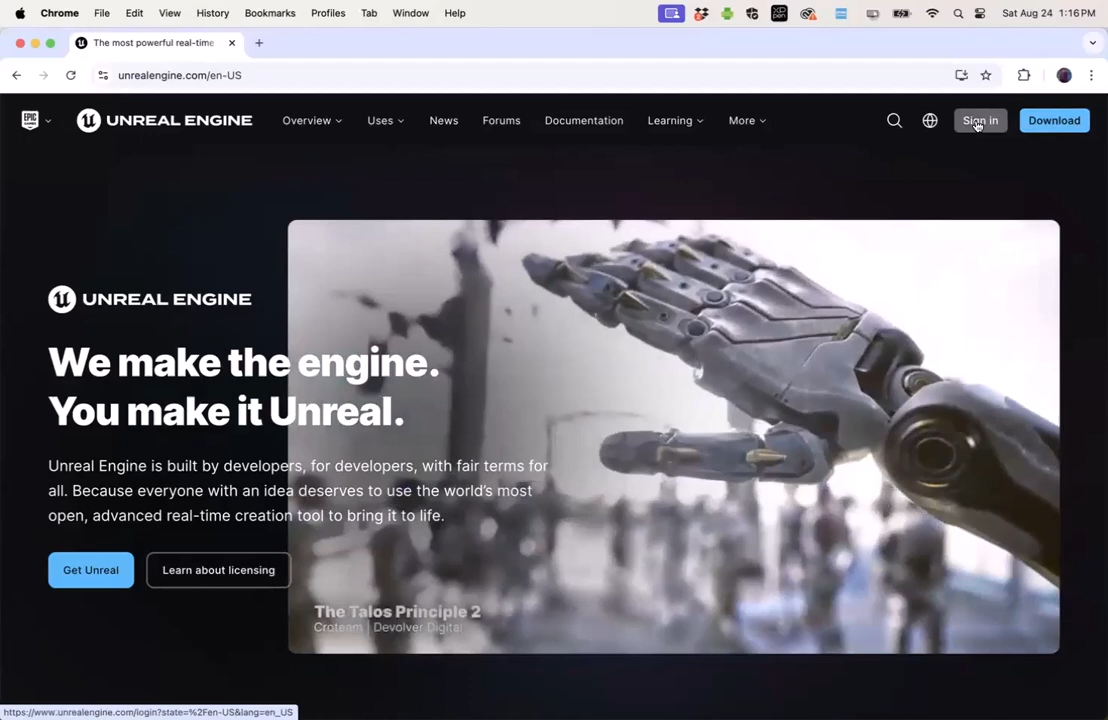 Chrome File Edit View History Bookmarks Profiles Tab Window Help Sat Aug 24 1:16 PM
The most powerful real-time
unrealengine.com/en-US
EPIC GAMES UNREAL ENGINE Overview Uses News Forums Documentation Learning More Sign in Download
UNREAL ENGINE
We make the engine.
You make it Unreal.
Unreal Engine is built by developers, for developers, with fair terms for
all. Because everyone with an idea deserves to use the world's most
open, advanced real-time creation tool to bring it to life.
Get Unreal Learn about licensing
The Talos Principle 2
Croteam | Devolver Digital
https://www.unrealengine.com/login?state=%2Fen-US&lang=en_US